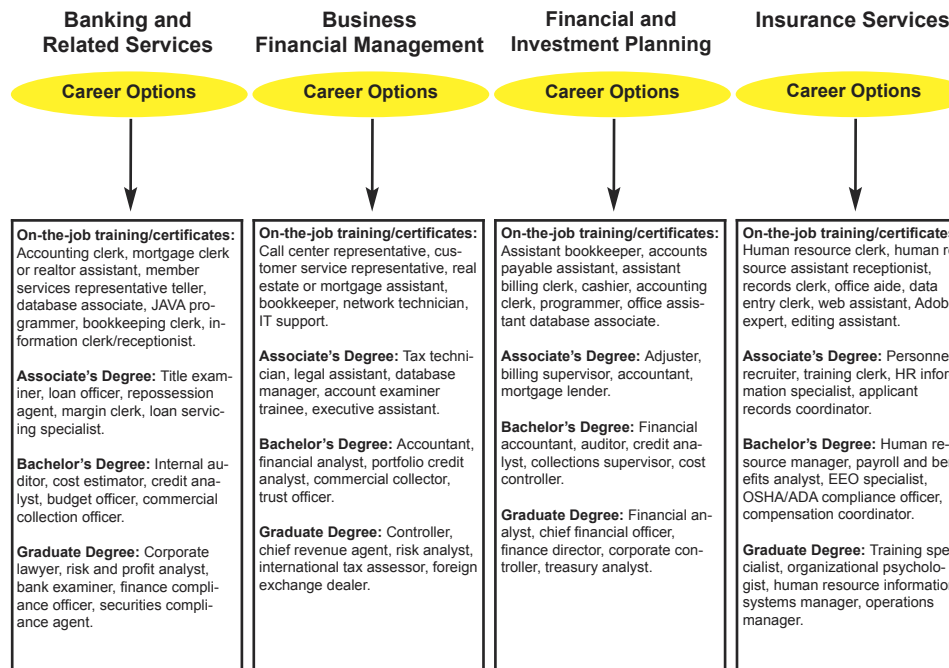 Banking and
Related Services
Career Options
On-the-job training/certificates:
Accounting clerk, mortgage clerk
or realtor assistant, member
services representative teller,
database associate, JAVA pro-
grammer, bookkeeping clerk, in-
formation clerk/receptionist.
Associate's Degree: Title exam-
iner, loan officer, repossession
agent, margin clerk, loan servic-
ing specialist.
Bachelor's Degree: Internal au-
ditor, cost estimator, credit ana-
lyst, budget officer, commercial
collection officer.
Graduate Degree: Corporate
lawyer, risk and profit analyst,
bank examiner, finance compli-
ance officer, securities compli-
ance agent.
Business
Financial Management
Career Options
On-the-job training/certificates:
Call center representative, cus-
tomer service representative, real
estate or mortgage assistant,
bookkeeper, network technician,
IT support.
Associate's Degree: Tax techni-
cian, legal assistant, database
manager, account examiner
trainee, executive assistant.
Bachelor's Degree: Accountant,
financial analyst, portfolio credit
analyst, commercial collector,
trust officer.
Graduate Degree: Controller,
chief revenue agent, risk analyst,
international tax assessor, foreign
exchange dealer.
Financial and
Investment Planning
Career Options
On-the-job training/certificates:
Assistant bookkeeper, accounts
payable assistant, assistant
billing clerk, cashier, accounting
clerk, programmer, office assis-
tant database associate.
Associate's Degree: Adjuster,
billing supervisor, accountant,
mortgage lender.
Bachelor's Degree: Financial
accountant, auditor, credit ana-
lyst, collections supervisor, cost
controller.
Graduate Degree: Financial an-
alyst, chief financial officer,
finance director, corporate con-
troller, treasury analyst.
Insurance Services
Career Options
On-the-job training/certificates
Human resource clerk, human re
source assistant receptionist,
records clerk, office aide, data
entry clerk, web assistant, Adob
expert, editing assistant.
Associate's Degree: Personne
recruiter, training clerk, HR infor
mation specialist, applicant
records coordinator.
Bachelor's Degree: Human re-
source manager, payroll and ben
efits analyst, EEO specialist,
OSHA/ADA compliance officer,
compensation coordinator.
Graduate Degree: Training spe
cialist, organizational psycholo-
gist, human resource information
systems manager, operations
manager.